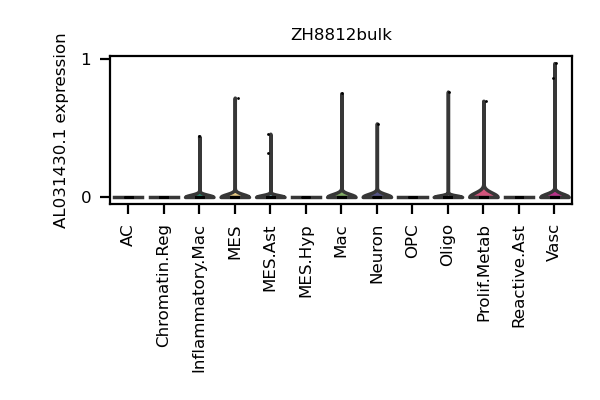 ZH8812bulk
AL031430.1 expression
1
0
AC
Chromatin.Reg
Inflammatory.Mac
MES
MES.Ast
MES.Hyp
Mac
Neuron
OPC
Oligo
Prolif.Metab
Reactive.Ast
Vasc